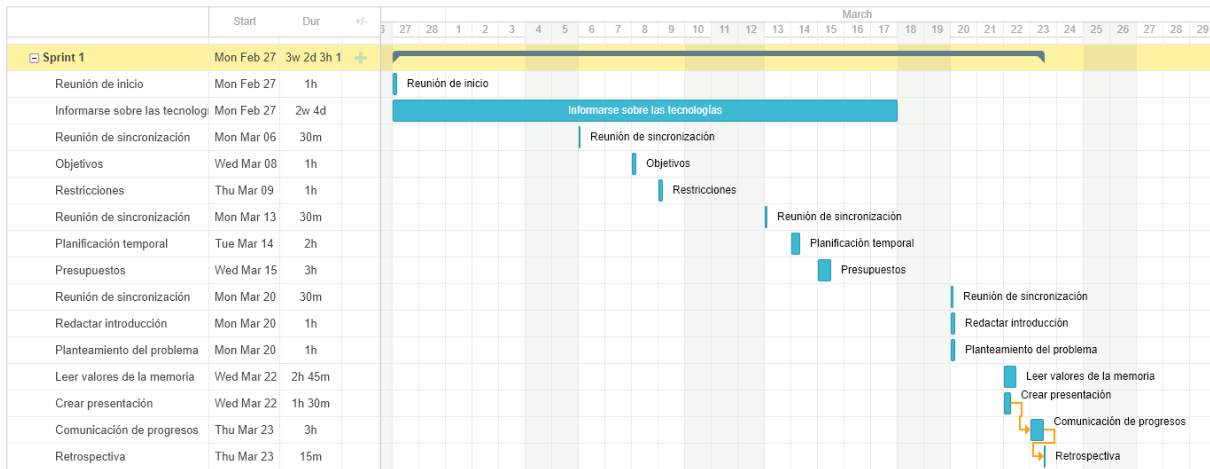 March
Start Dur +/-
27 28 1 2 3 4 5 6 7 8 9 10 11 12 13 14 15 16 17 18 19 20 21 22 23 24 25 26 27 28 29
Sprint 1 Mon Feb 27 3w 2d 3h 1
Reunión de inicio Mon Feb 27 1h Reunión de inicio
Informarse sobre las tecnologí Mon Feb 27 2w 4d Informarse sobre las tecnologías
Reunión de sincronización Mon Mar 06 30m Reunión de sincronización
Objetivos Wed Mar 08 1h Objetivos
Restricciones Thu Mar 09 1h Restricciones
Reunión de sincronización Mon Mar 13 30m Reunión de sincronización
Planificación temporal Tue Mar 14 2h Planificación temporal
Presupuestos Wed Mar 15 3h Presupuestos
Reunión de sincronización Mon Mar 20 30m Reunión de sincronización
Redactar introducción Mon Mar 20 1h Redactar introducción
Planteamiento del problema Mon Mar 20 1h Planteamiento del problema
Leer valores de la memoria Wed Mar 22 2h 45m Leer valores de la memoria
Crear presentación Wed Mar 22 1h 30m Crear presentación
Comunicación de progresos Thu Mar 23 3h Comunicación de progresos
Retrospectiva Thu Mar 23 15m Retrospectiva